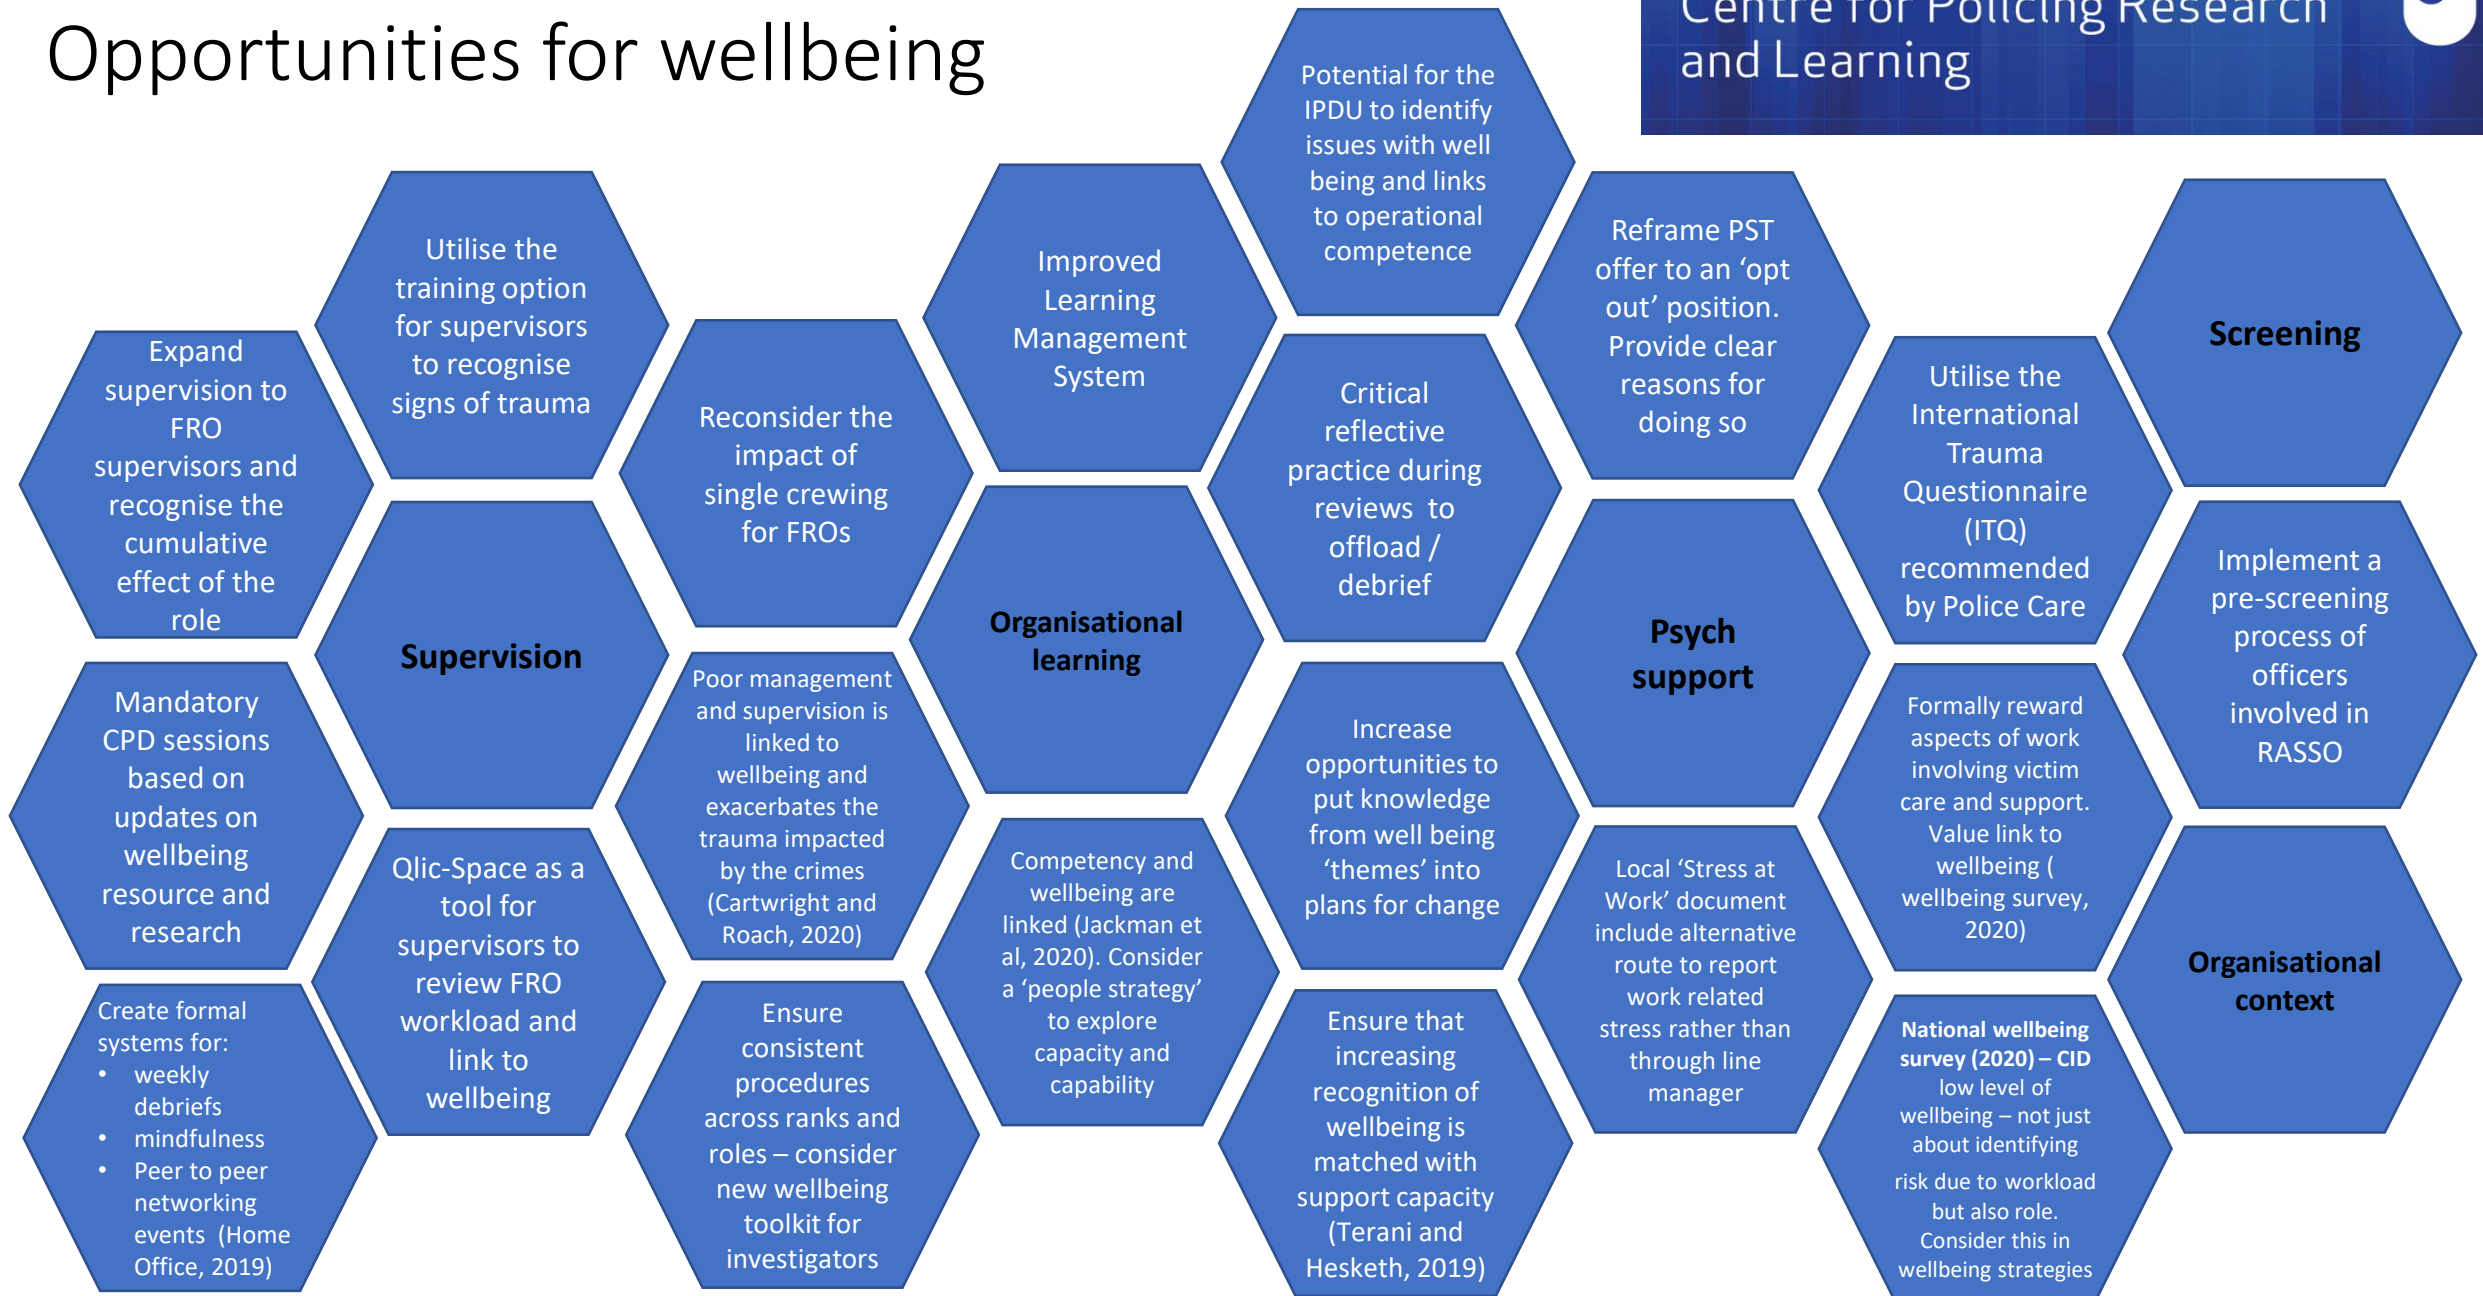 Opportunities for wellbeing
Centre for Policing Research
and Learning
Expand
supervision to
FRO
supervisors and
recognise the
cumulative
effect of the
role
Mandatory
CPD sessions
based on
updates on
wellbeing
resource and
research
Create formal
systems for:
• weekly
debriefs
• mindfulness
• Peer to peer
networking
events (Home
Office, 2019)
Utilise the
training option
for supervisors
to recognise
signs of trauma
Supervision
Qlic-Space as a
tool for
supervisors to
review FRO
workload and
link to
wellbeing
Reconsider the
impact of
single crewing
for FROs
Poor management
and supervision is
linked to
wellbeing and
exacerbates the
trauma impacted
by the crimes
(Cartwright and
Roach, 2020)
Ensure
consistent
procedures
across ranks and
roles – consider
new wellbeing
toolkit for
investigators
Improved
Learning
Management
System
Organisational
learning
Competency and
wellbeing are
linked (Jackman et
al, 2020). Consider
a ‘people strategy’
to explore
capacity and
capability
Potential for the
IPDU to identify
issues with well
being and links
to operational
competence
Critical
reflective
practice during
reviews to
offload /
debrief
Increase
opportunities to
put knowledge
from well being
‘themes’ into
plans for change
Ensure that
increasing
recognition of
wellbeing is
matched with
support capacity
(Terani and
Hesketh, 2019)
Reframe PST
offer to an ‘opt
out’ position.
Provide clear
reasons for
doing so
Psych
support
Local ‘Stress at
Work’ document
include alternative
route to report
work related
stress rather than
through line
manager
Utilise the
International
Trauma
Questionnaire
(ITQ)
recommended
by Police Care
Formally reward
aspects of work
involving victim
care and support.
Value link to
wellbeing (
wellbeing survey,
2020)
National wellbeing
survey (2020) – CID
low level of
wellbeing – not just
about identifying
risk due to workload
but also role.
Consider this in
wellbeing strategies
Screening
Implement a
pre-screening
process of
officers
involved in
RASSO
Organisational
context